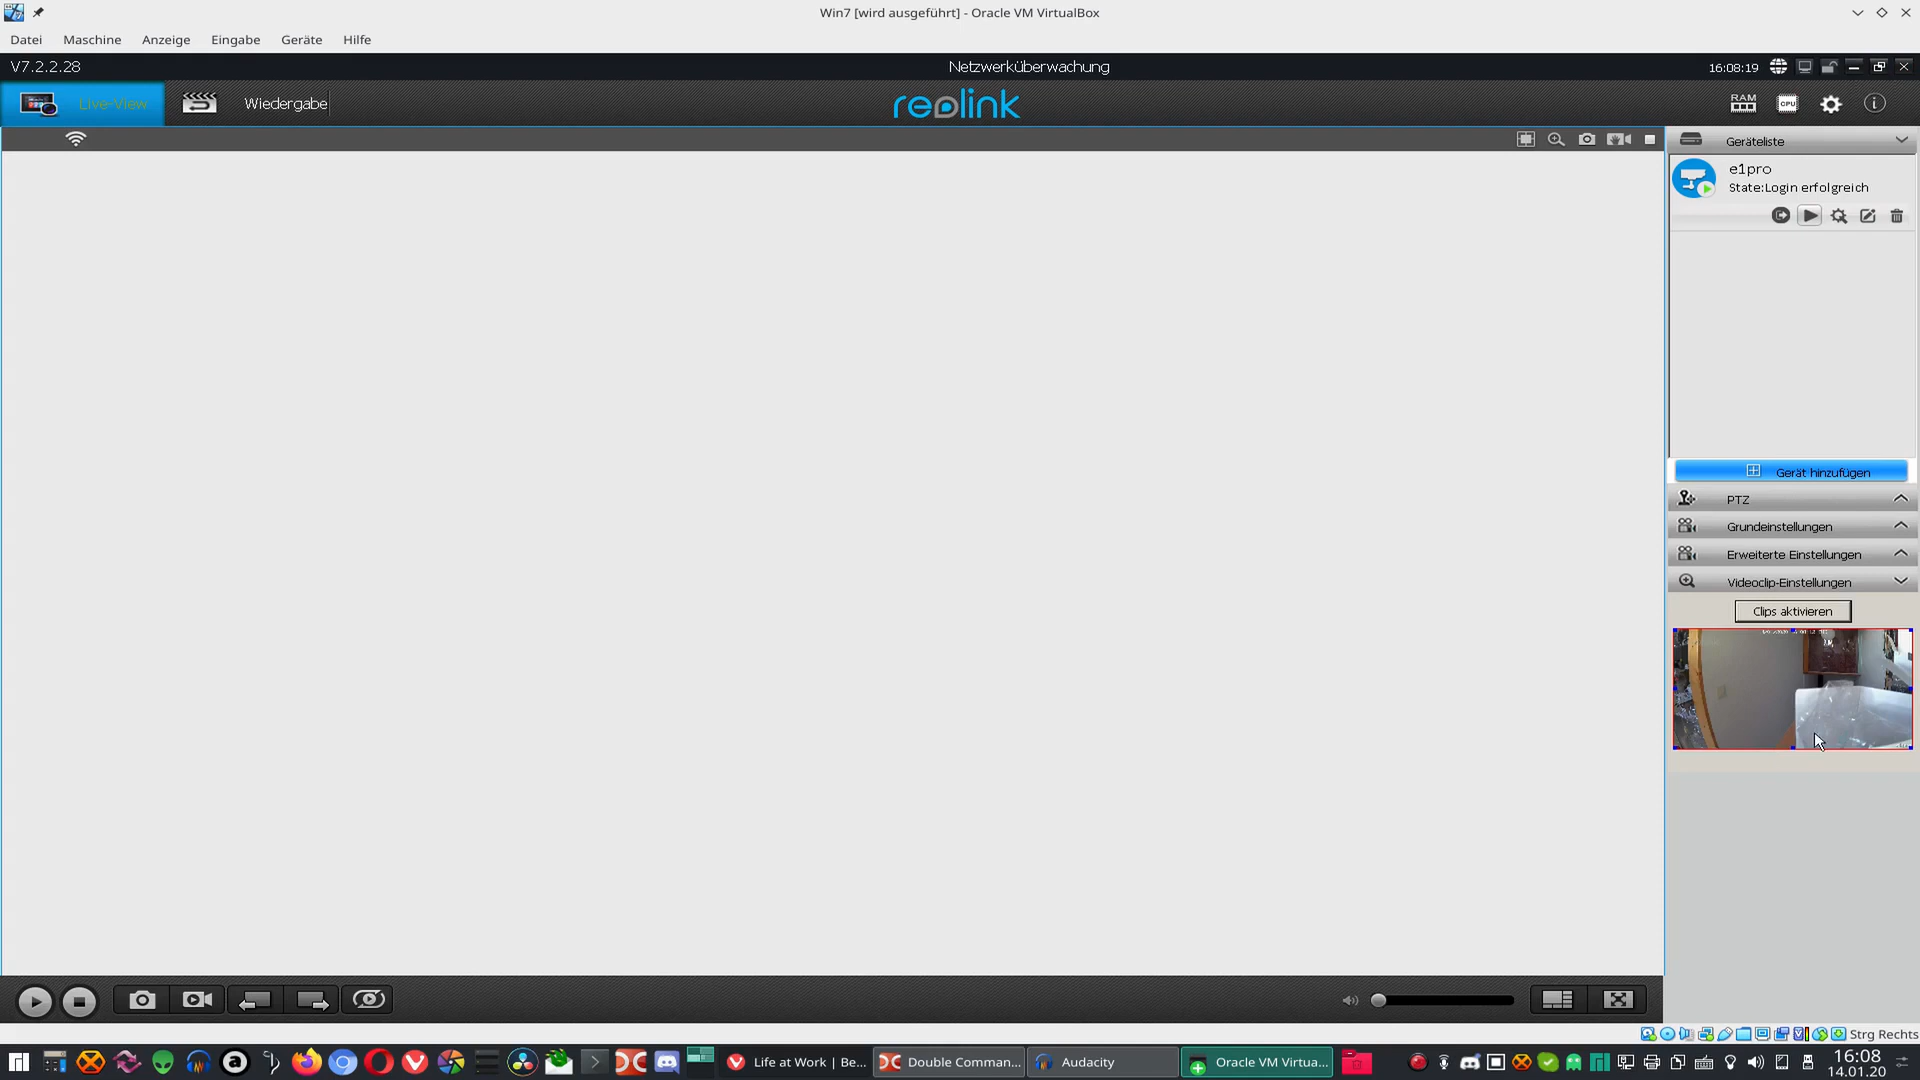 Win7 [wird ausgeführt] - Oracle VM VirtualBox
Datei Maschine Anzeige Eingabe Geräte Hilfe
V7.2.2.28 Netzwerküberwachung 16:08:19
Live-View Wiedergabe reolink RAM CPU
Geräteliste
e1pro
State:Login erfolgreich
Gerät hinzufügen
PTZ
Grundeinstellungen
Erweiterte Einstellungen
Videoclip-Einstellungen
Clips aktivieren
Strg Rechts
Life at Work | Be... Double Comman... Audacity Oracle VM Virtua... 16:08
14.01.20